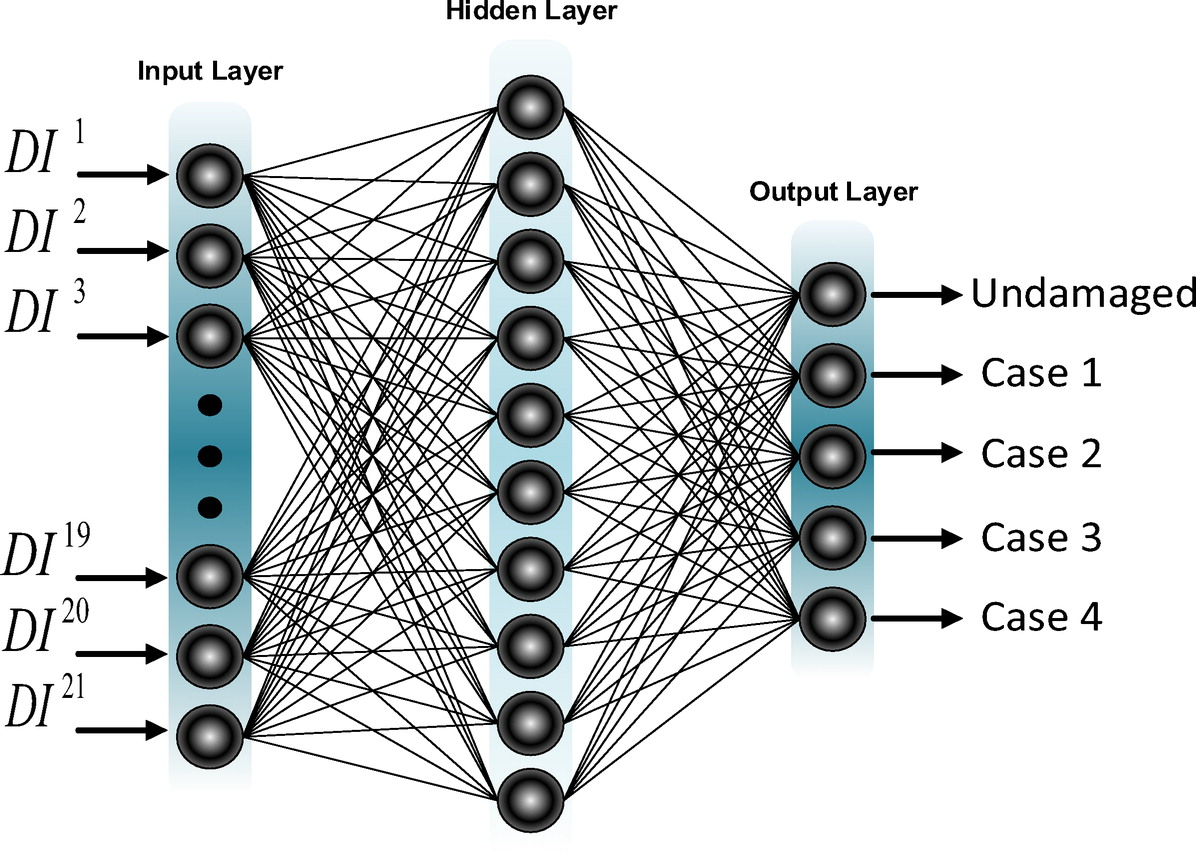 Hidden Layer
Input Layer
Output Layer
DI 1
DI 2
DI 3
DI 19
DI 20
DI 21
Undamaged
Case 1
Case 2
Case 3
Case 4